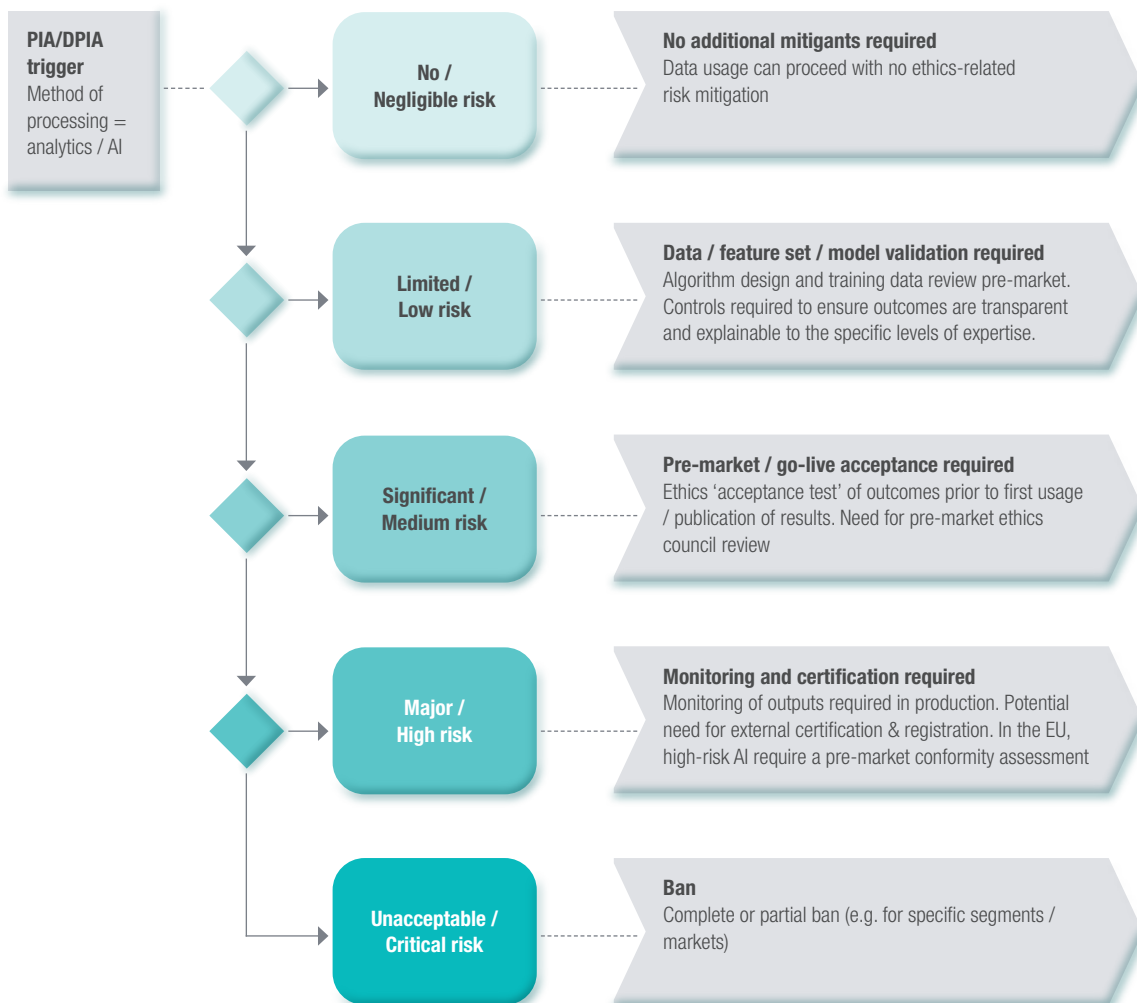 PIA/DPIA
trigger
Method of
processing =
analytics / AI
No /
Negligible risk
No additional mitigants required
Data usage can proceed with no ethics-related
risk mitigation
Limited /
Low risk
Data / feature set / model validation required
Algorithm design and training data review pre-market.
Controls required to ensure outcomes are transparent
and explainable to the specific levels of expertise.
Significant /
Medium risk
Pre-market / go-live acceptance required
Ethics ‘acceptance test’ of outcomes prior to first usage
/ publication of results. Need for pre-market ethics
council review
Major /
High risk
Monitoring and certification required
Monitoring of outputs required in production. Potential
need for external certification & registration. In the EU,
high-risk AI require a pre-market conformity assessment
Unacceptable /
Critical risk
Ban
Complete or partial ban (e.g. for specific segments /
markets)